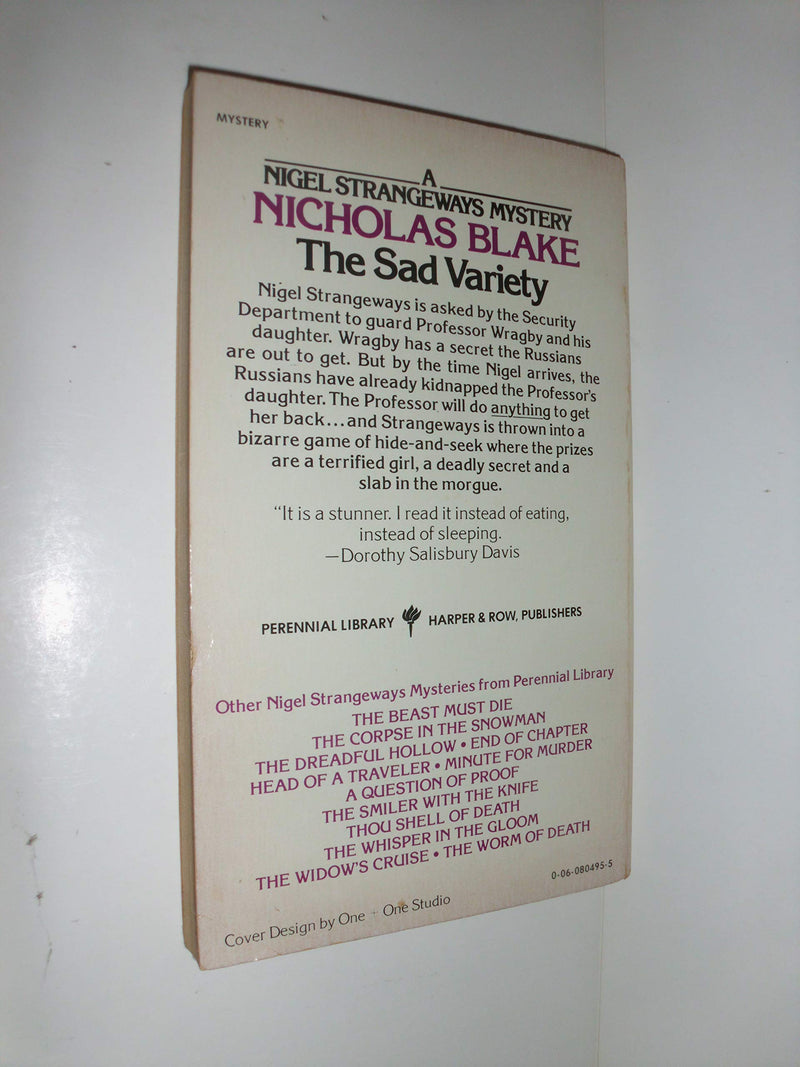 MYSTERY
A
NIGEL STRANGEWAYS MYSTERY
NICHOLAS BLAKE
The Sad Variety
Nigel Strangeways is asked by the Security
Department to guard Professor Wragby and his
daughter. Wragby has a secret the Russians
are out to get. But by the time Nigel arrives, the
Russians have already kidnapped the Professor's
daughter. The Professor will do anything to get
her back...and Strangeways is thrown into a
bizarre game of hide-and-seek where the prizes
are a terrified girl, a deadly secret and a
slab in the morgue.
"It is a stunner. I read it instead of eating,
instead of sleeping.
—Dorothy Salisbury Davis
PERENNIAL LIBRARY HARPER & ROW, PUBLISHERS
Other Nigel Strangeways Mysteries from Perennial Library
THE BEAST MUST DIE
THE CORPSE IN THE SNOWMAN
THE DREADFUL HOLLOW • END OF CHAPTER
HEAD OF A TRAVELER • MINUTE FOR MURDER
A QUESTION OF PROOF
THE SMILER WITH THE KNIFE
THOU SHELL OF DEATH
THE WHISPER IN THE GLOOM
THE WIDOW'S CRUISE • THE WORM OF DEATH
0-06-080495-5
Cover Design by One + One Studio